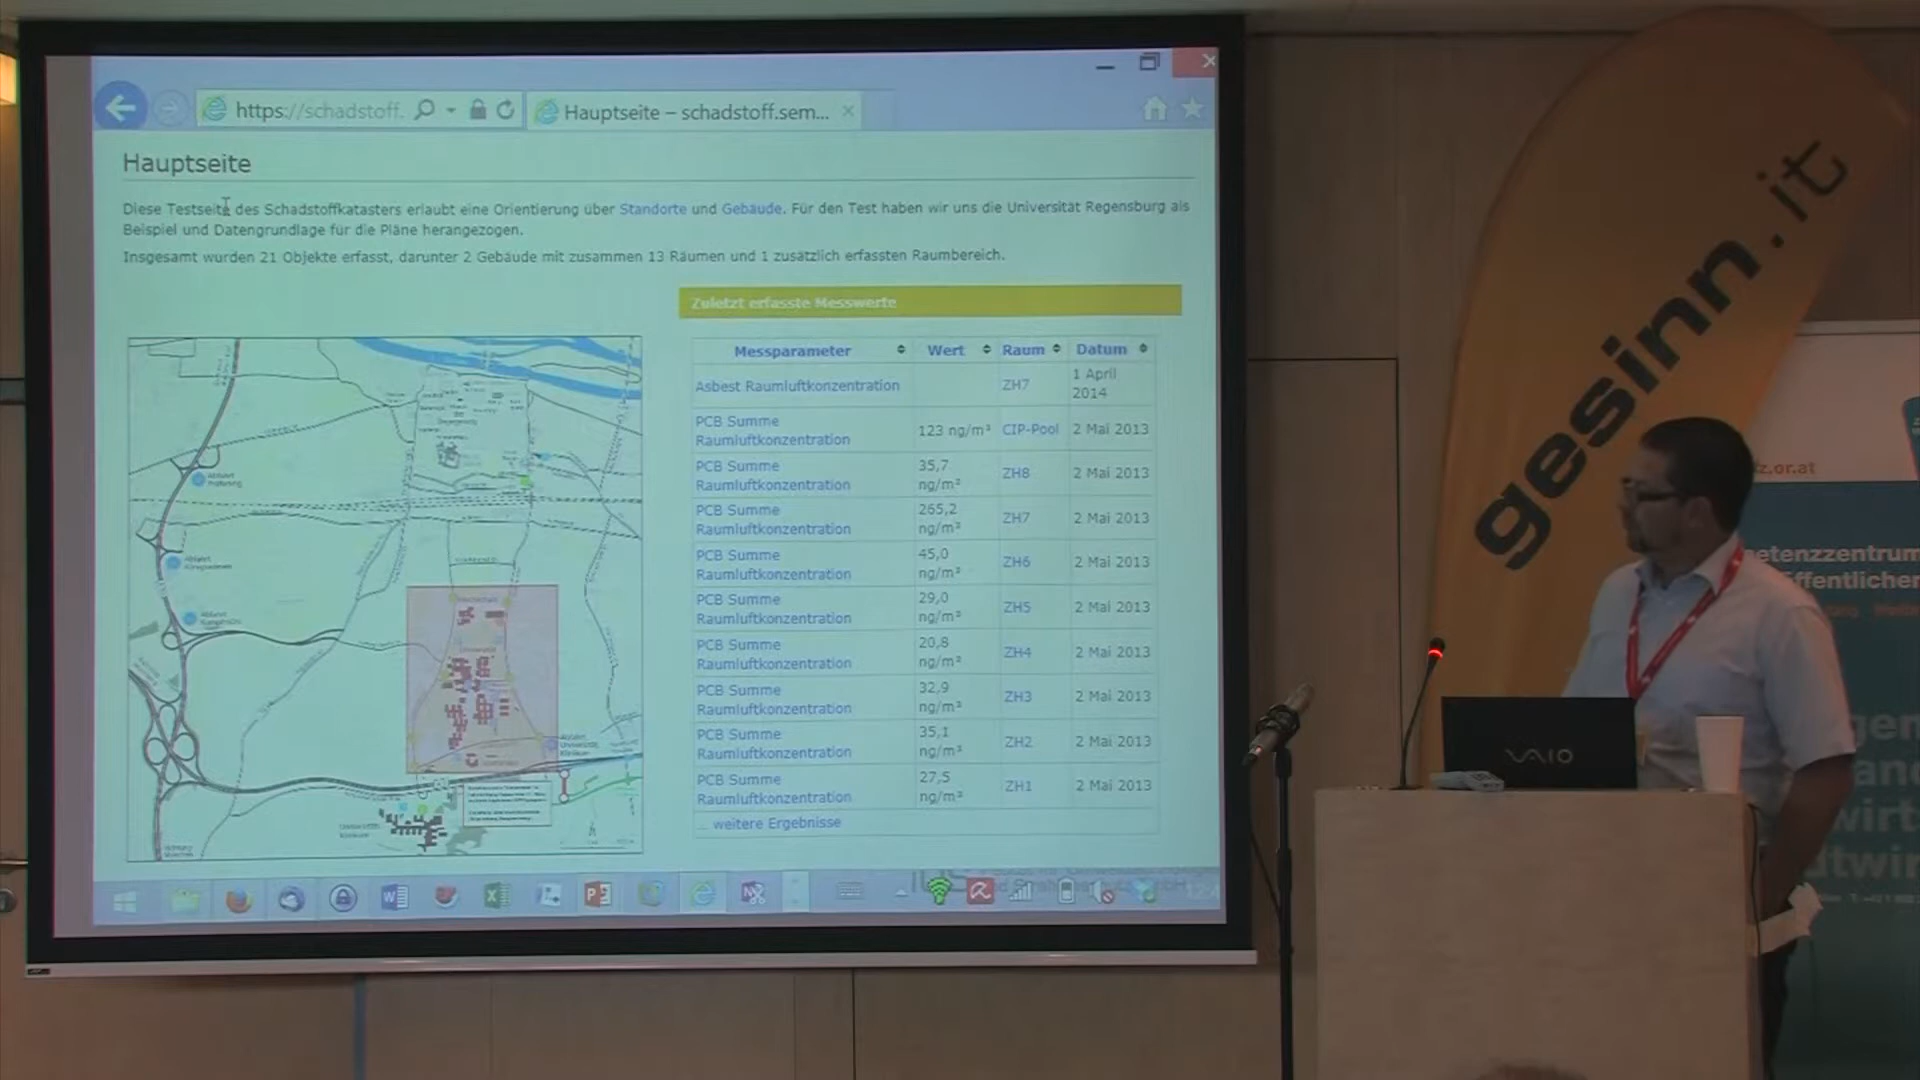 https://schadstoff.
Hauptseite – schadstoff.sem...
Hauptseite
Diese Testseite des Schadstoffkatasters erlaubt eine Orientierung über Standorte und Gebäude. Für den Test haben wir uns die Universität Regensburg als
Beispiel und Datengrundlage für die Pläne herangezogen.
Insgesamt wurden 21 Objekte erfasst, darunter 2 Gebäude mit zusammen 13 Räumen und 1 zusätzlich erfassten Raumbereich.
Zuletzt erfasste Messwerte
Messparameter Wert Raum Datum
Asbest Raumluftkonzentration ZH7 1 April
2014
PCB Summe
Raumluftkonzentration 123 ng/m³ CIP-Pool 2 Mai 2013
PCB Summe 35,7
Raumluftkonzentration ng/m³ ZH8 2 Mai 2013
PCB Summe 265,2
Raumluftkonzentration ng/m³ ZH7 2 Mai 2013
PCB Summe 45,0
Raumluftkonzentration ng/m³ ZH6 2 Mai 2013
PCB Summe 29,0
Raumluftkonzentration ng/m³ ZH5 2 Mai 2013
PCB Summe 20,8
Raumluftkonzentration ng/m³ ZH4 2 Mai 2013
PCB Summe 32,9
Raumluftkonzentration ng/m³ ZH3 2 Mai 2013
PCB Summe 35,1
Raumluftkonzentration ng/m³ ZH2 2 Mai 2013
PCB Summe 27,5
Raumluftkonzentration ng/m³ ZH1 2 Mai 2013
... weitere Ergebnisse
gesinn.it
z.or.at
etenzzentrum
ffentlicher
VAIO
gen
and
wirt
dtwir